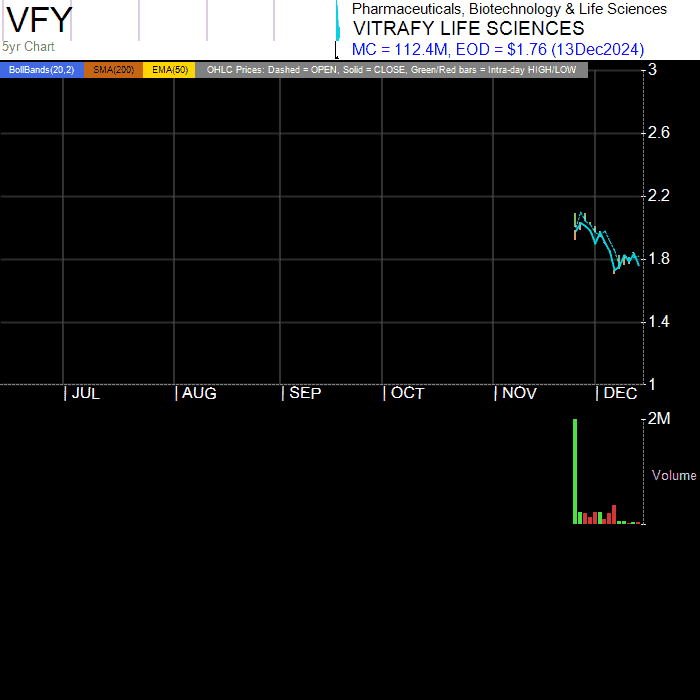 VFY
5yr Chart
Pharmaceuticals, Biotechnology & Life Sciences
VITRAFY LIFE SCIENCES
MC = 112.4M, EOD = $1.76 (13Dec2024)
BollBands(20,2) SMA(200) EMA(50) OHLC Prices: Dashed = OPEN, Solid = CLOSE, Green/Red bars = Intra-day HIGH/LOW
3
2.6
2.2
1.8
1.4
1
| JUL | AUG | SEP | OCT | NOV | DEC
2M
Volume